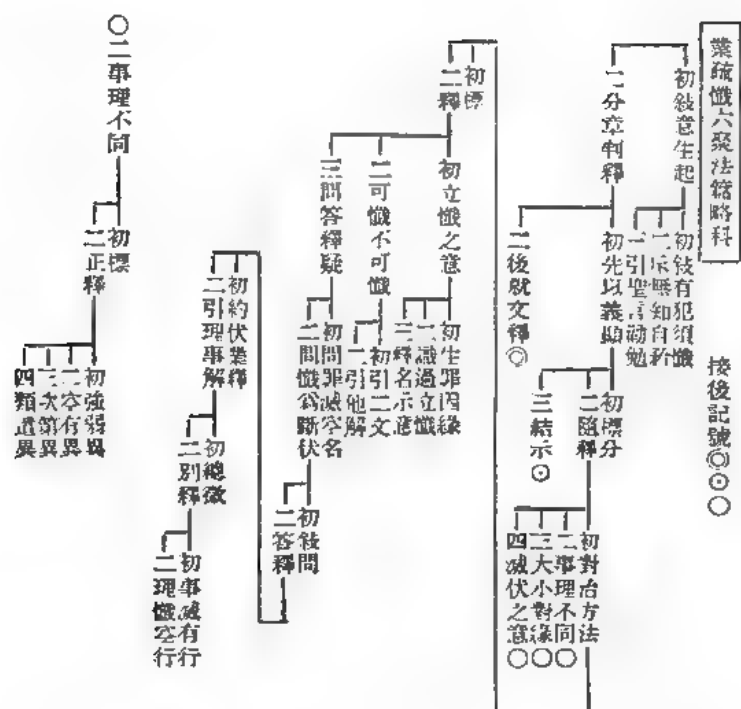 業疏懺六聚法篇略科
接後記號◎⊙○
初敍意生起
初敍有犯須懺
二斥無知自矜
三引聖言勸勉
二分章判釋
初先以義顯
初標分
二隨釋
初對治方法
二事理不同○
三大小對緣○
四滅伏之意○
三結示⊙
二後就文釋◎
初標
二釋
初立懺之意
初生罪因緣
二識過立懺
三釋名示意
二可懺不可懺
初引二文
二引他解
三問答釋疑
初問罪滅空名
二問懺爲斷伏
初敍問
二答釋
初約伏業釋
二引理事解
初總徵
二別釋
初事滅有行
二理懺空行
○二事理不同
初標
二正釋
初強弱異
二空有異
三次第異
四類遣異